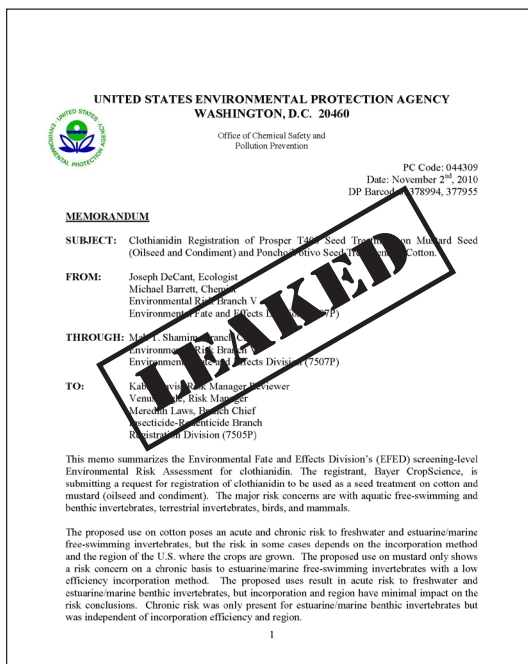 UNITED STATES ENVIRONMENTAL PROTECTION AGENCY
WASHINGTON, D.C. 20460
Office of Chemical Safety and
Pollution Prevention
UNITED STATES
ENVIRONMENTAL PROTECTION AGENCY
PC Code: 044309
Date: November 2nd, 2010
DP Barcode: 378994, 377955
MEMORANDUM
SUBJECT: Clothianidin Registration of Prosper Seed on Mustard Seed
(Oilseed and Condiment) and Poncho/Votivo Seed Cotton.
FROM: Joseph DeCant, Ecologist
Michael Barrett, Chemist
Environmental Risk Branch V
Environmental Fate and Effects
THROUGH: Shamim, Branch
Environmental Risk Branch
Environmental Fate and Effects Division (7507P)
TO: Risk Manager Reviewer
Risk Manager
Meredith Laws, Branch Chief
Insecticide-Rodenticide Branch
Registration Division (7505P)
LEAKED
This memo summarizes the Environmental Fate and Effects Division's (EFED) screening-level
Environmental Risk Assessment for clothianidin. The registrant, Bayer CropScience, is
submitting a request for registration of clothianidin to be used as a seed treatment on cotton and
mustard (oilseed and condiment). The major risk concerns are with aquatic free-swimming and
benthic invertebrates, terrestrial invertebrates, birds, and mammals.
The proposed use on cotton poses an acute and chronic risk to freshwater and estuarine/marine
free-swimming invertebrates, but the risk in some cases depends on the incorporation method
and the region of the U.S. where the crops are grown. The proposed use on mustard only shows
a risk concern on a chronic basis to estuarine/marine free-swimming invertebrates with a low
efficiency incorporation method. The proposed uses result in acute risk to freshwater and
estuarine/marine benthic invertebrates, but incorporation and region have minimal impact on the
risk conclusions. Chronic risk was only present for estuarine/marine benthic invertebrates but
was independent of incorporation efficiency and region.
1